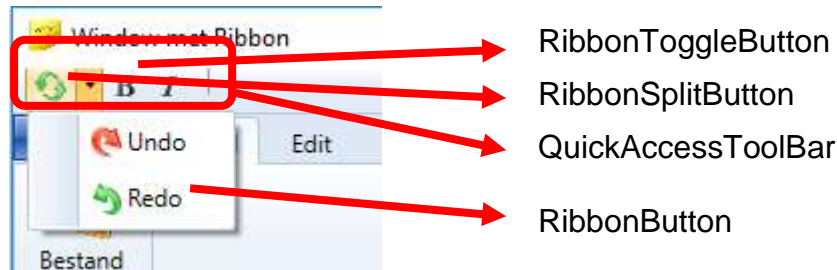 Window met Ribbon
B I
Undo
Edit
Redo
Bestand
RibbonToggleButton
RibbonSplitButton
QuickAccessToolBar
RibbonButton